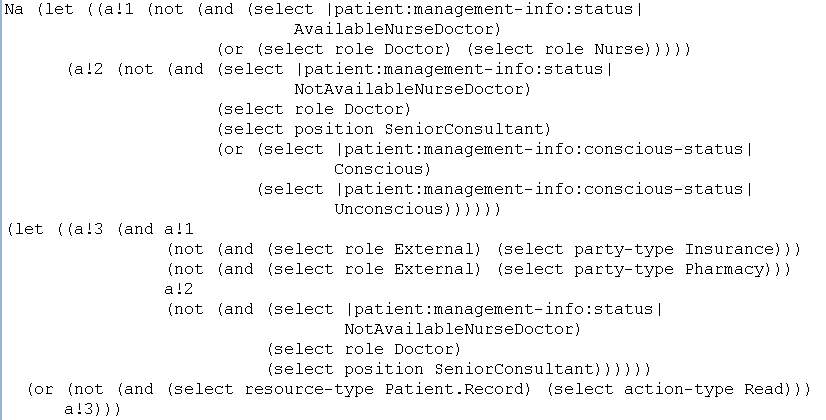 Na (let ((a!1 (not (and (select |patient:management-info:status|
                             AvailableNurseDoctor)
                     (or (select role Doctor) (select role Nurse)))))
      (a!2 (not (and (select |patient:management-info:status|
                             NotAvailableNurseDoctor)
                     (select role Doctor)
                     (select position SeniorConsultant)
                     (or (select |patient:management-info:conscious-status|
                                 Conscious)
                         (select |patient:management-info:conscious-status|
                                 Unconscious))))))
(let ((a!3 (and a!1
                (not (and (select role External) (select party-type Insurance)))
                (not (and (select role External) (select party-type Pharmacy)))
                a!2
                (not (and (select |patient:management-info:status|
                                  NotAvailableNurseDoctor)
                          (select role Doctor)
                          (select position SeniorConsultant))))))
  (or (not (and (select resource-type Patient.Record) (select action-type Read)))
      a!3)))